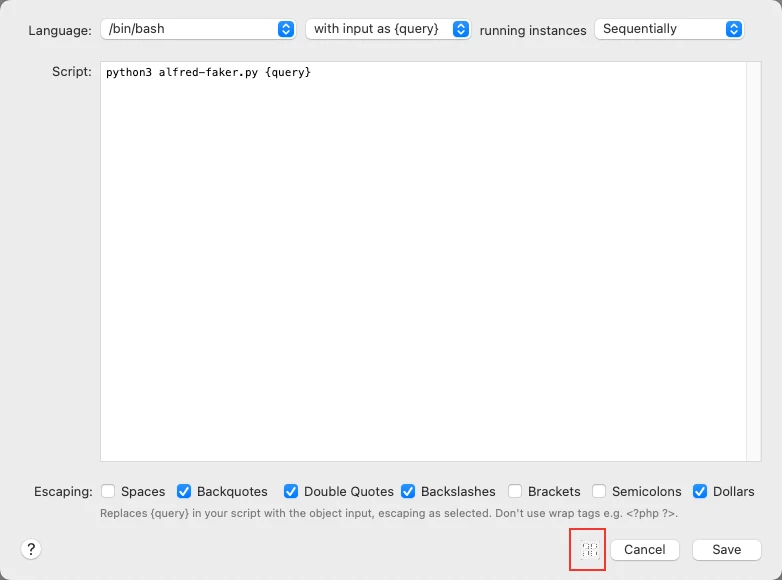 Language: /bin/bash with input as {query} running instances Sequentially
Script: python3 alfred-faker.py {query}
Escaping: Spaces Backquotes Double Quotes Backslashes Brackets Semicolons Dollars
Replaces {query} in your script with the object input, escaping as selected. Don't use wrap tags e.g. <?php ?>.
? Cancel Save